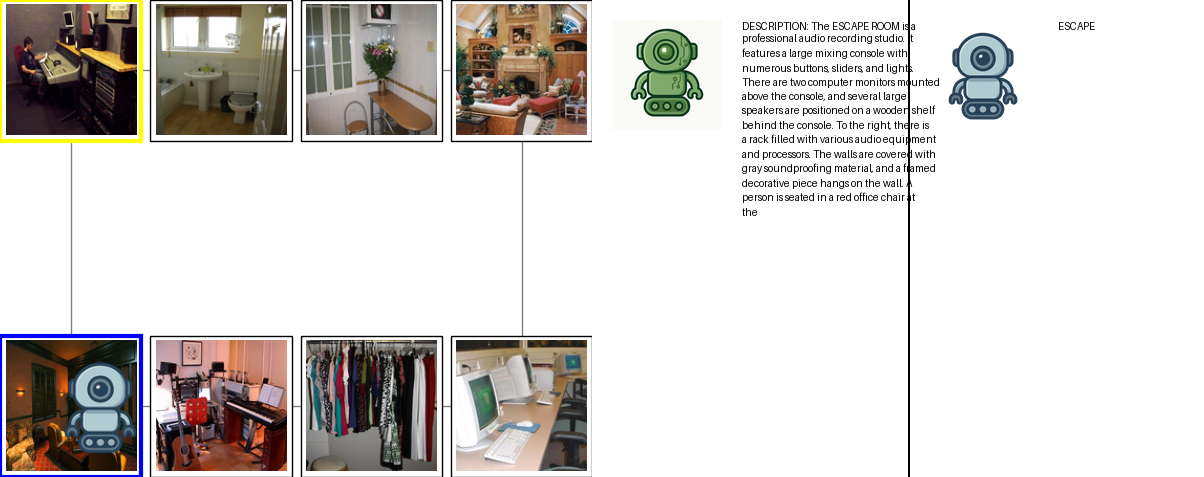 DESCRIPTION: The ESCAPE ROOM is a
professional audio recording studio. It
features a large mixing console with
numerous buttons, sliders, and lights.
There are two computer monitors mounted
above the console, and several large
speakers are positioned on a wooden shelf
behind the console. To the right, there is
a rack filled with various audio equipment
and processors. The walls are covered with
gray soundproofing material, and a framed
decorative piece hangs on the wall. A
person is seated in a red office chair at
the
ESCAPE